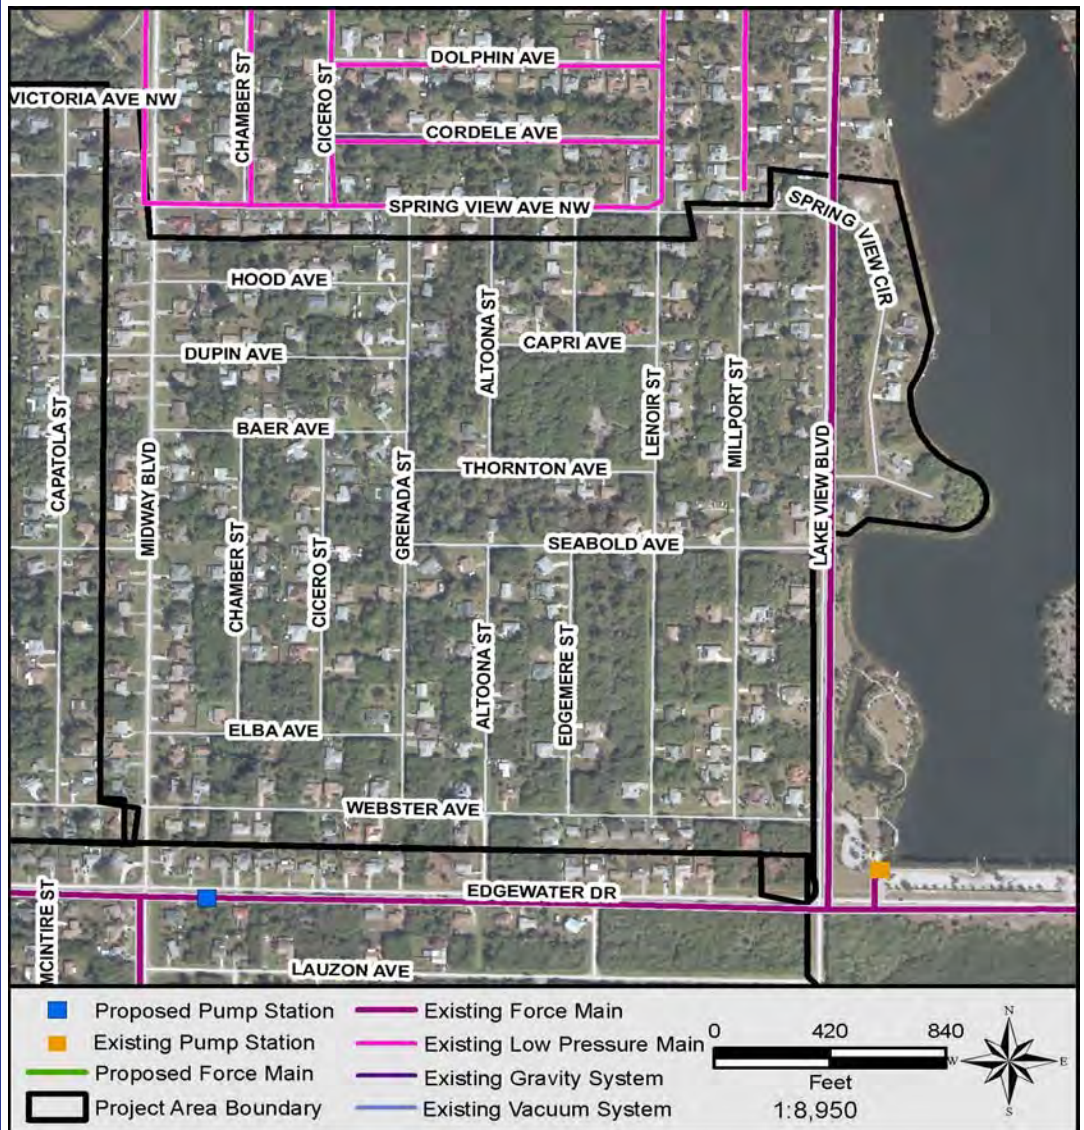 DOLPHIN AVE
VICTORIA AVE NW
CHAMBER ST
CICERO ST
CORDELE AVE
SPRING VIEW AVE NW
SPRING VIEW CIR
HOOD AVE
ALTOONA ST
CAPRI AVE
DUPIN AVE
CAPATOLA ST
LENOIR ST
MILLPORT ST
BAER AVE
MIDWAY BLVD
GRENADA ST
THORNTON AVE
LAKE VIEW BLVD
SEABOLD AVE
CHAMBER ST
CICERO ST
ALTOONA ST
EDGEMERE ST
ELBA AVE
WEBSTER AVE
EDGEWATER DR
MCINTIRE ST
LAUZON AVE
Proposed Pump Station
Existing Pump Station
Proposed Force Main
Project Area Boundary
Existing Force Main
Existing Low Pressure Main
Existing Gravity System
Existing Vacuum System
0 420 840
Feet
1:8,950
N
W E
S